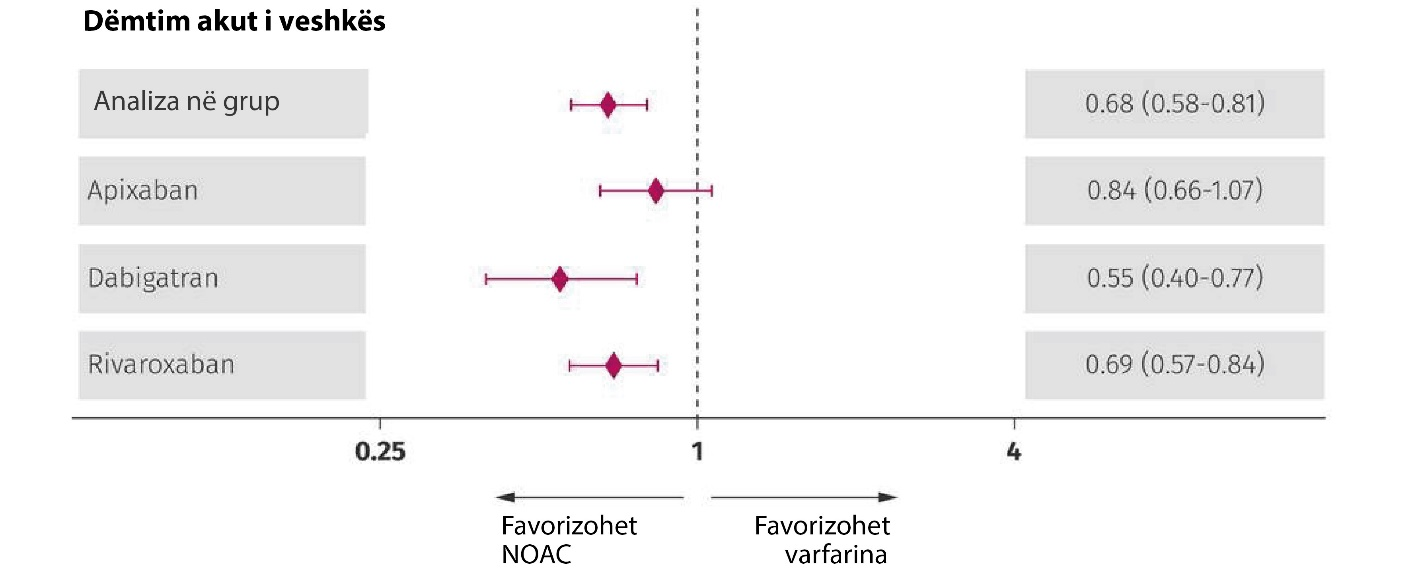 Dëmtim akut i veshkës
Analiza në grup 0.68 (0.58-0.81)
Apixaban 0.84 (0.66-1.07)
Dabigatran 0.55 (0.40-0.77)
Rivaroxaban 0.69 (0.57-0.84)
0.25 1 4
Favorizohet Favorizohet
NOAC varfarina